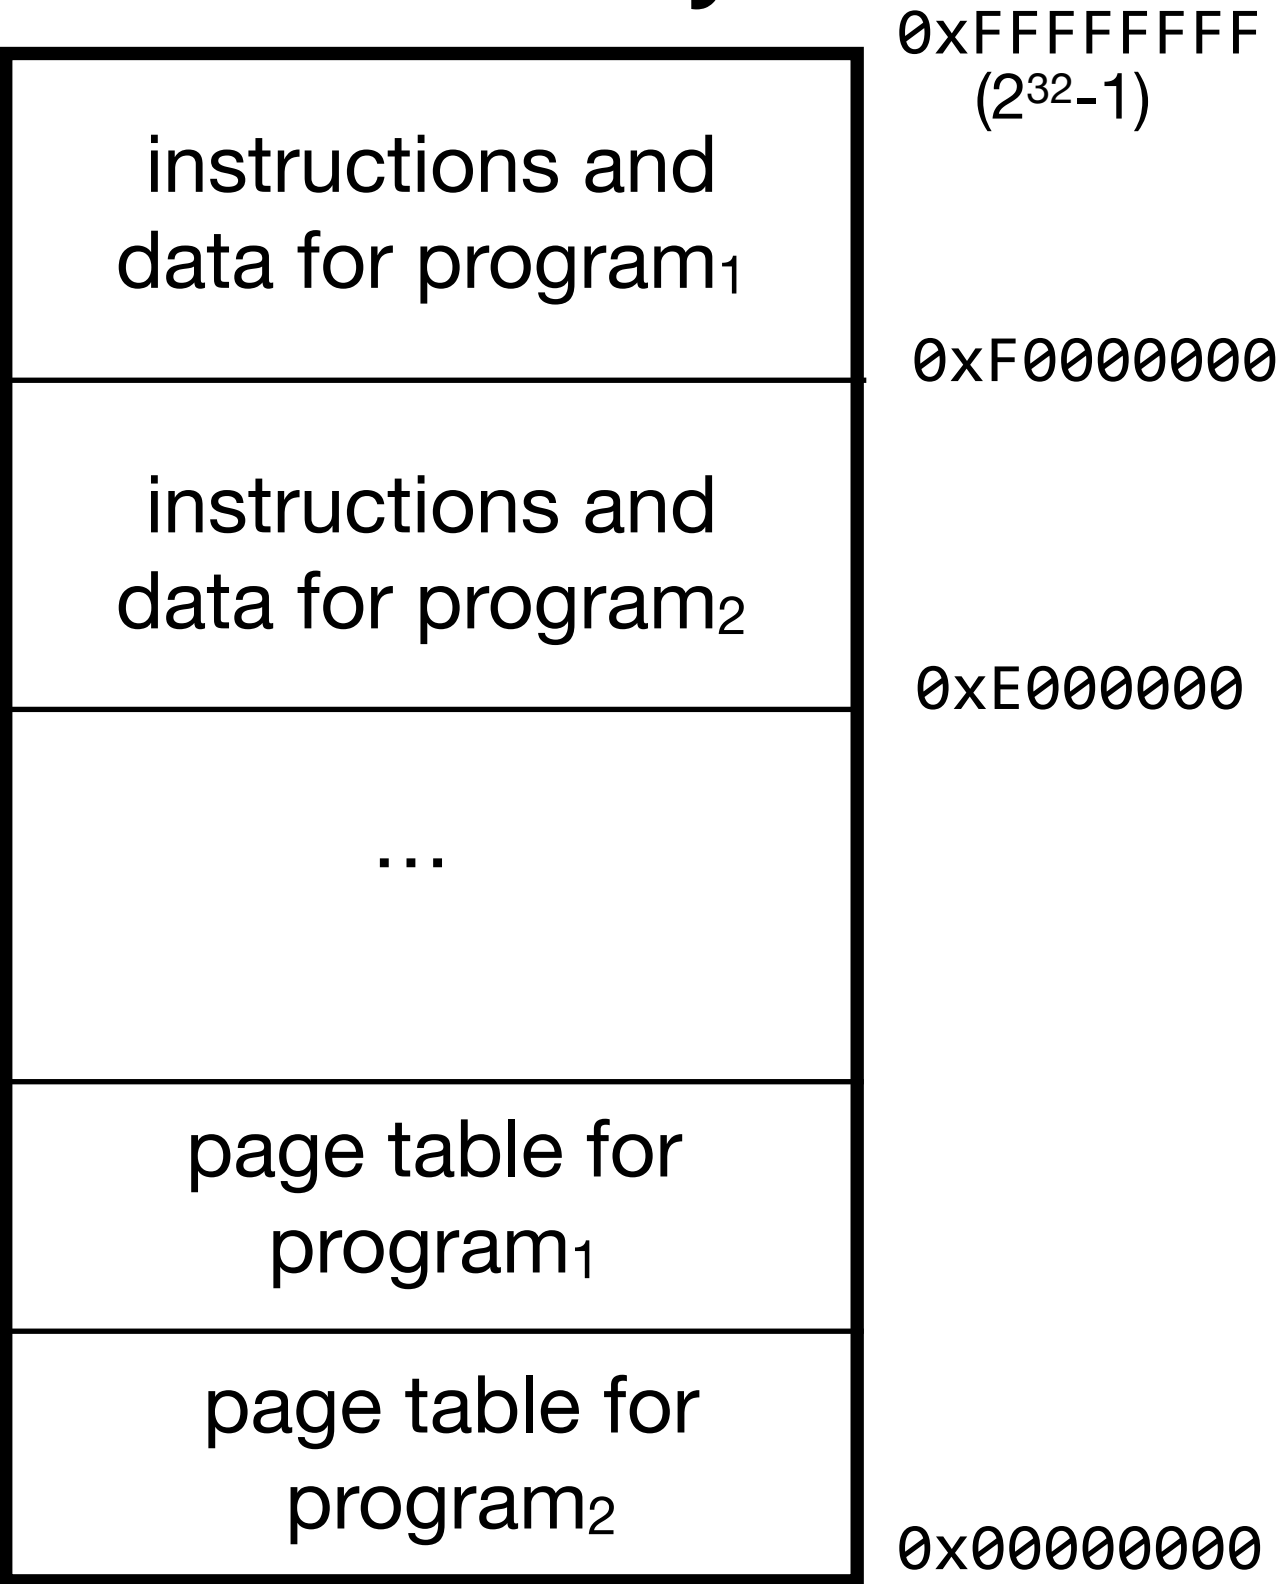 0xFFFFFFFF
(2³²-1)
instructions and
data for program₁
0xF0000000
instructions and
data for program₂
0xE000000
...
page table for
program₁
page table for
program₂
0x00000000